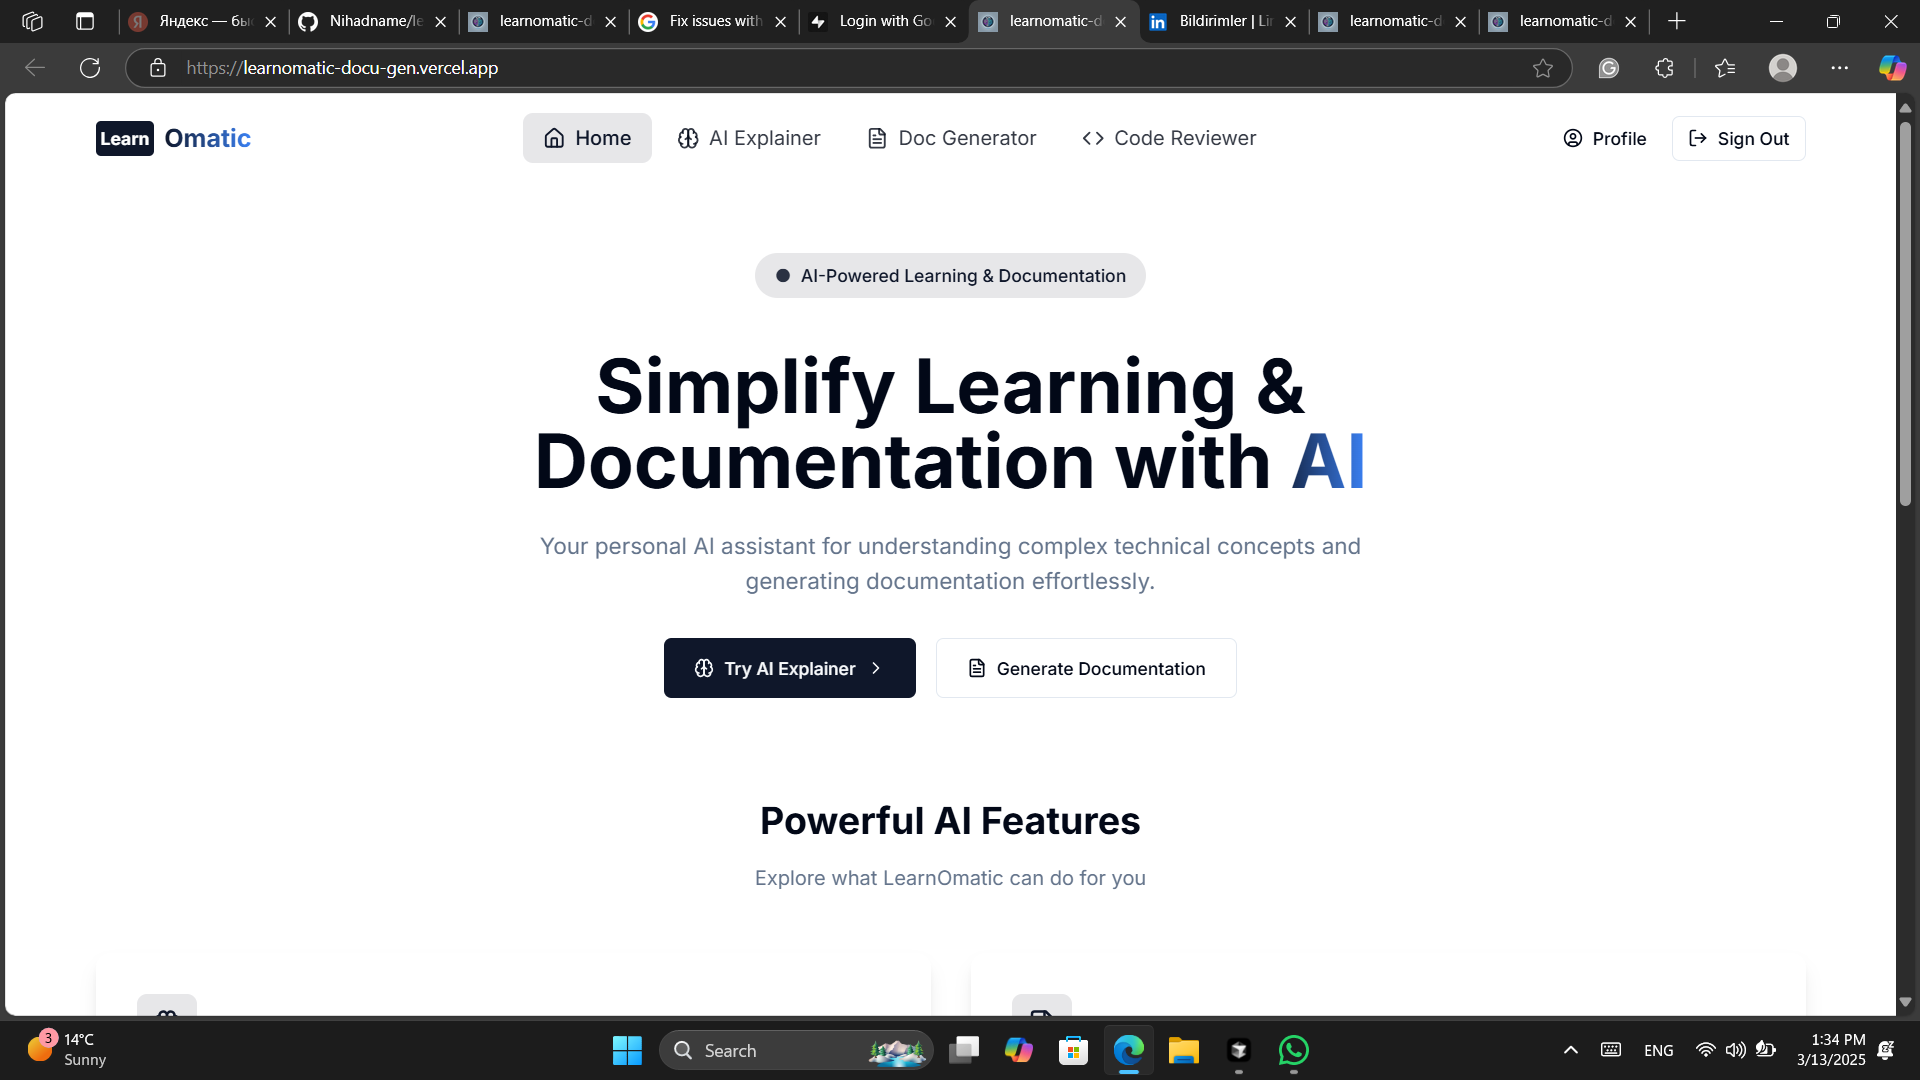 Яндекс — бы
Nihadname/le
learnomatic-d
Fix issues with
Login with Go
learnomatic-d
Bildirimler | Li
learnomatic-d
learnomatic-d
https://learnomatic-docu-gen.vercel.app
Learn Omatic
Home
AI Explainer
Doc Generator
Code Reviewer
Profile
Sign Out
AI-Powered Learning & Documentation
Simplify Learning &
Documentation with AI
Your personal AI assistant for understanding complex technical concepts and
generating documentation effortlessly.
Try AI Explainer
Generate Documentation
Powerful AI Features
Explore what LearnOmatic can do for you
3
14°C
Sunny
Search
ENG
1:34 PM
3/13/2025